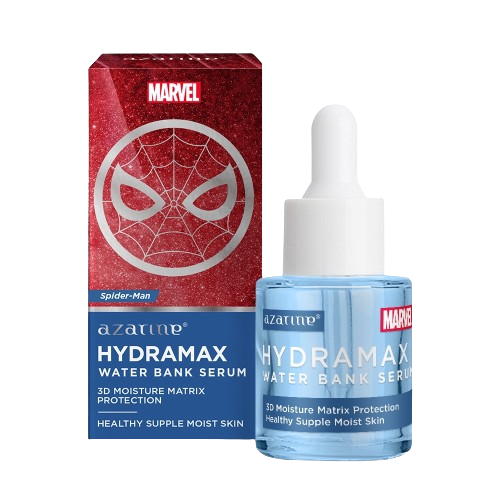 MARVEL
Spider-Man
azarine®
HYDRAMAX
WATER BANK SERUM
3D MOISTURE MATRIX
PROTECTION
HEALTHY SUPPLE MOIST SKIN
azarine®
MARVEL
HYDRAMAX
WATER BANK SERUM
3D Moisture Matrix Protection
Healthy Supple Moist Skin